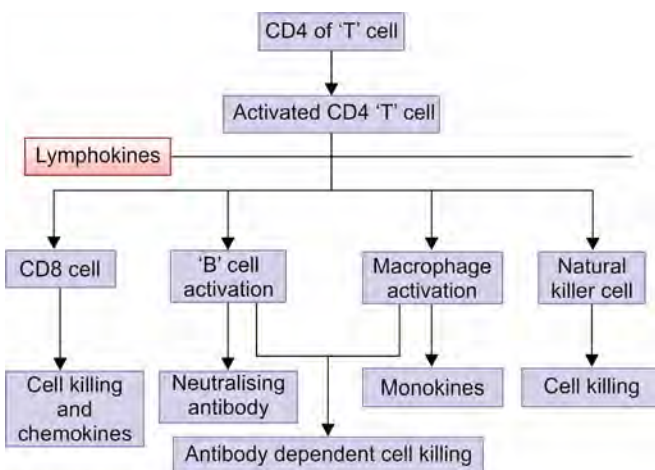 CD4 of ‘T’ cell
Activated CD4 ‘T’ cell
Lymphokines
CD8 cell
‘B’ cell
activation
Macrophage
activation
Natural
killer cell
Cell killing
and
chemokines
Neutralising
antibody
Monokines
Cell killing
Antibody dependent cell killing